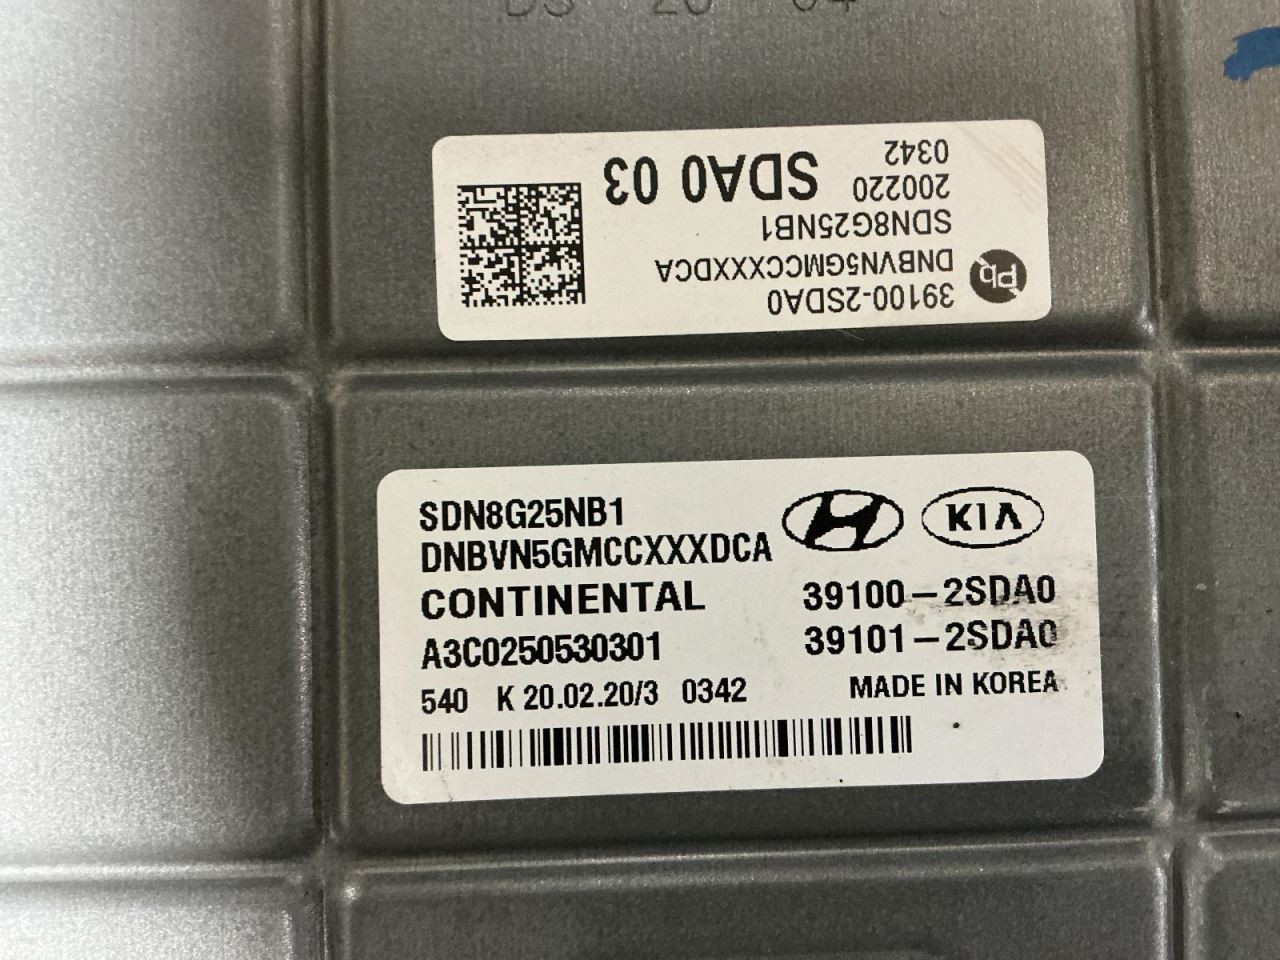 SDA0 03
0342
200220
SDN8G25NB1
DNBVN5GMCCXXXDCA
39100-2SDA0
Pb
SDN8G25NB1
DNBVN5GMCCXXXDCA
KIA
CONTINENTAL 39100-2SDA0
A3C0250530301 39101-2SDA0
540 K 20.02.20/3 0342 MADE IN KOREA